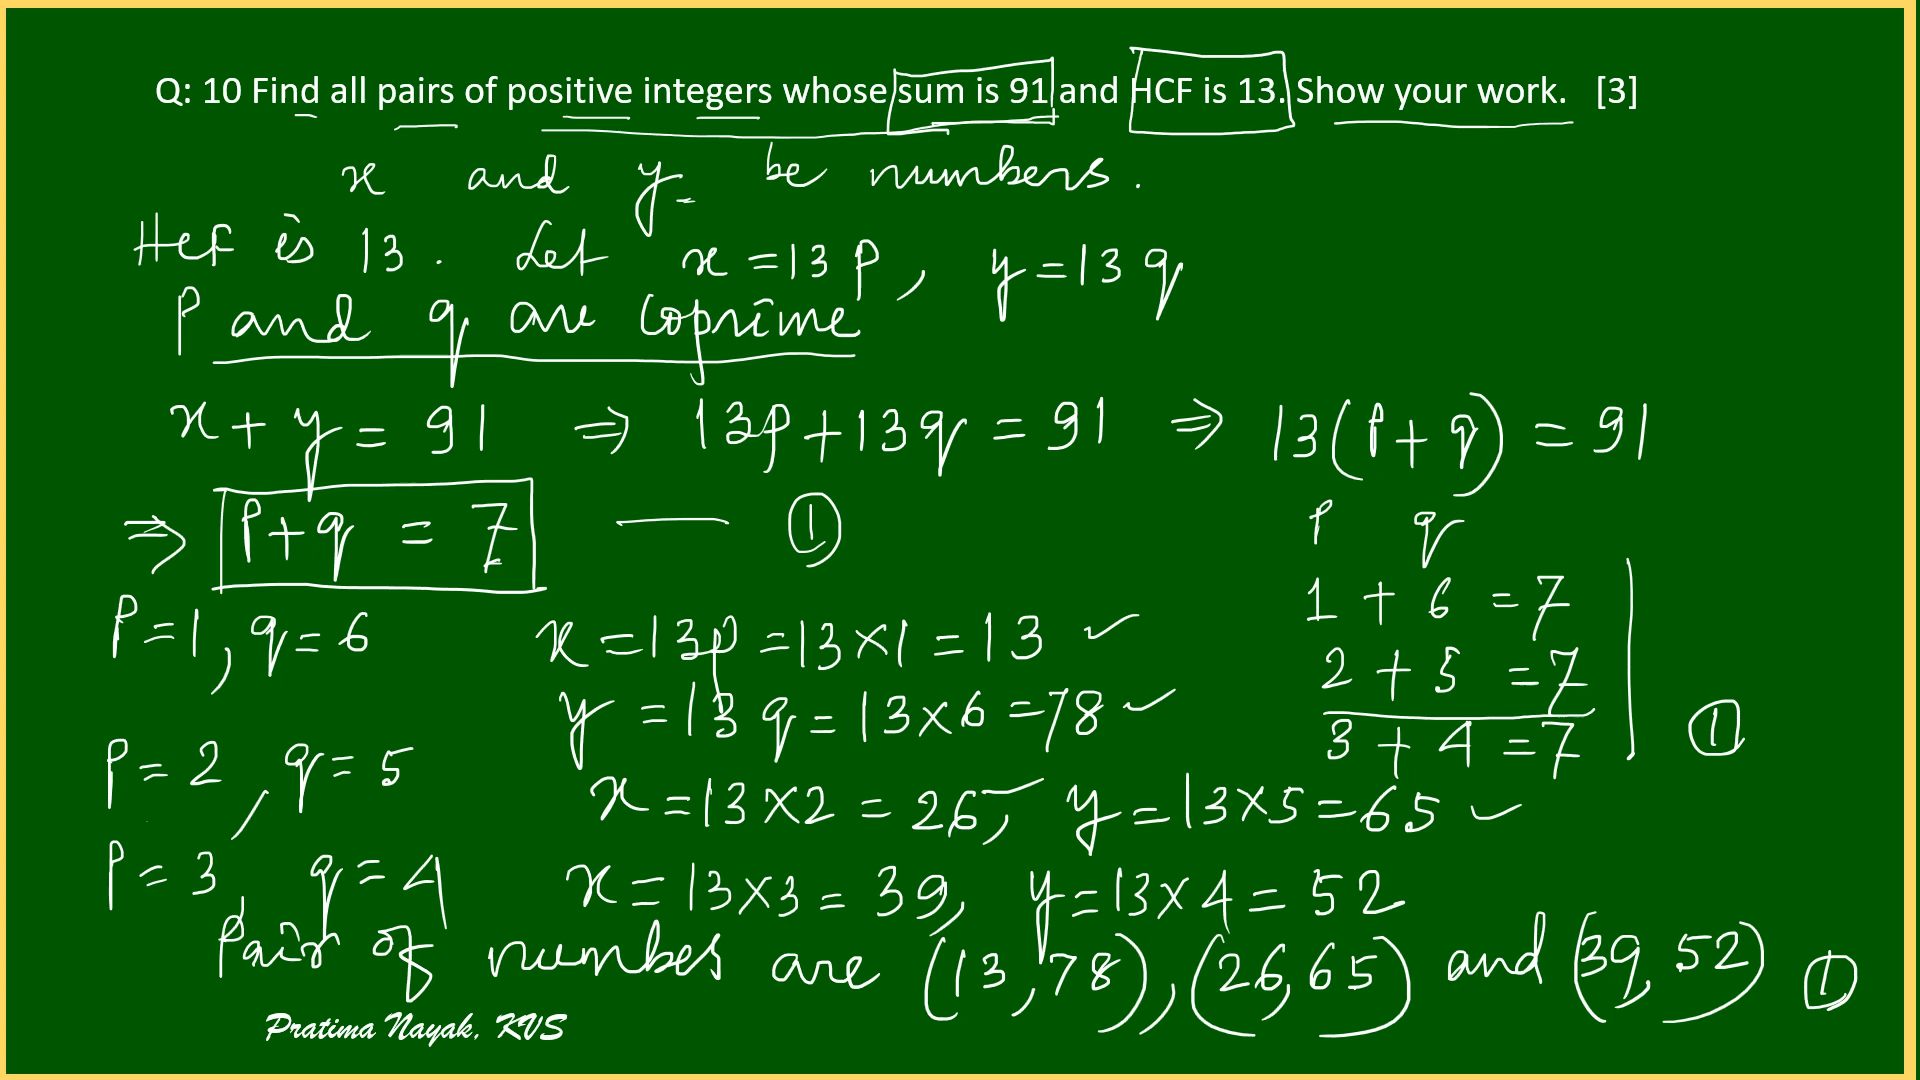 Q: 10 Find all pairs of positive integers whose sum is 91 and HCF is 13. Show your work. [3]
x and y be numbers.
HCF is 13. Let x = 13 p, y = 13 q
P and q are coprime
x + y = 91 ⇒ 13p + 13q = 91 ⇒ 13(p + q) = 91
⇒ p + q = 7 —— ①
p q
1 + 6 = 7
2 + 5 = 7
3 + 4 = 7 ①
P = 1, q = 6 x = 13p = 13 × 1 = 13 ✓
y = 13 q = 13 × 6 = 78 ✓
P = 2, q = 5 x = 13 × 2 = 26, y = 13 × 5 = 65 ✓
P = 3, q = 4 x = 13 × 3 = 39, y = 13 × 4 = 52
Pair of numbes are (13, 78), (26, 65) and (39, 52) ①
Pratima Nayak, KVS